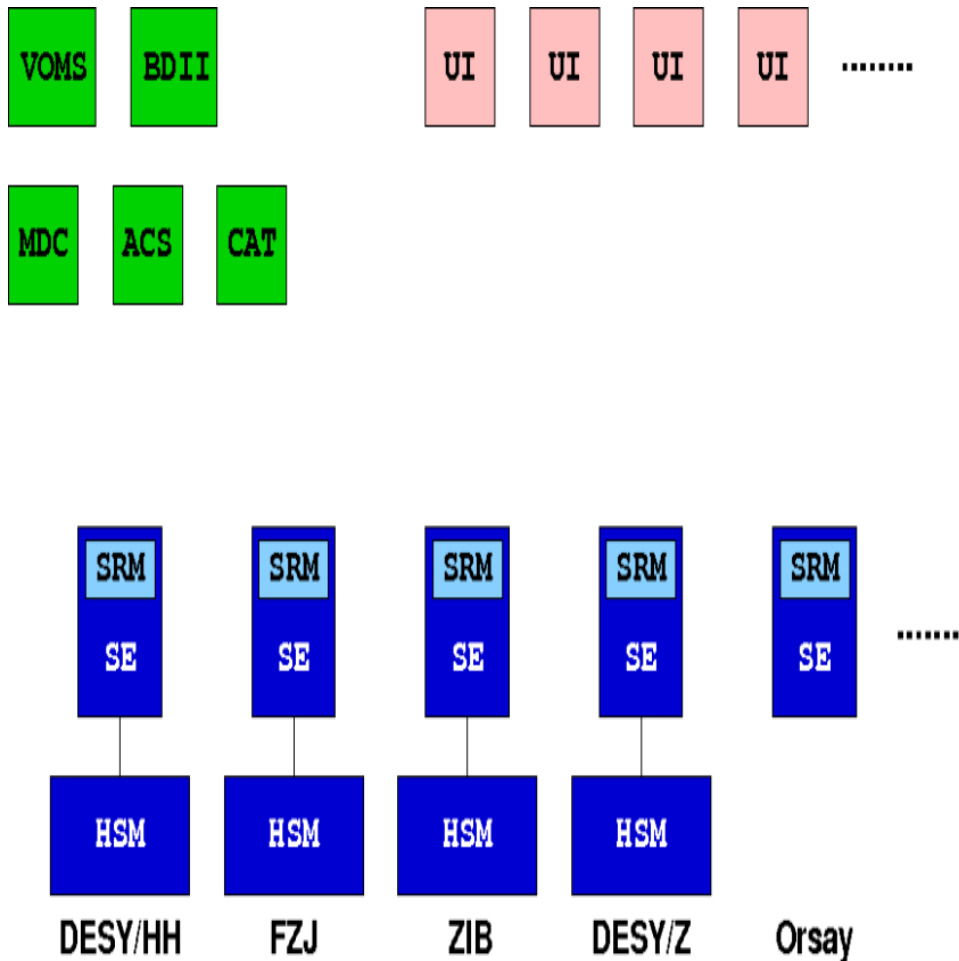 VOMS BDII UI UI UI UI ........
MDC ACS CAT
SRM SRM SRM SRM SRM
SE SE SE SE SE .......
HSM HSM HSM HSM
DESY/HH FZJ ZIB DESY/Z Orsay